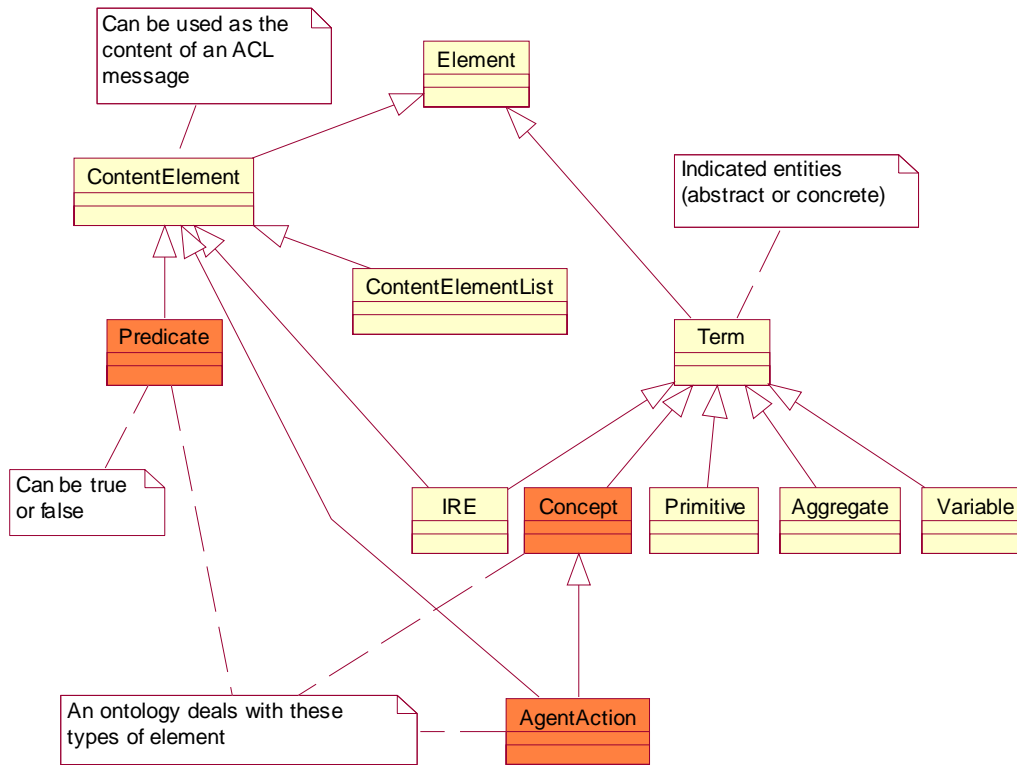 Can be used as the
content of an ACL
message
Element
ContentElement
Indicated entities
(abstract or concrete)
ContentElementList
Predicate
Term
Can be true
or false
IRE
Concept
Primitive
Aggregate
Variable
An ontology deals with these
types of element
AgentAction